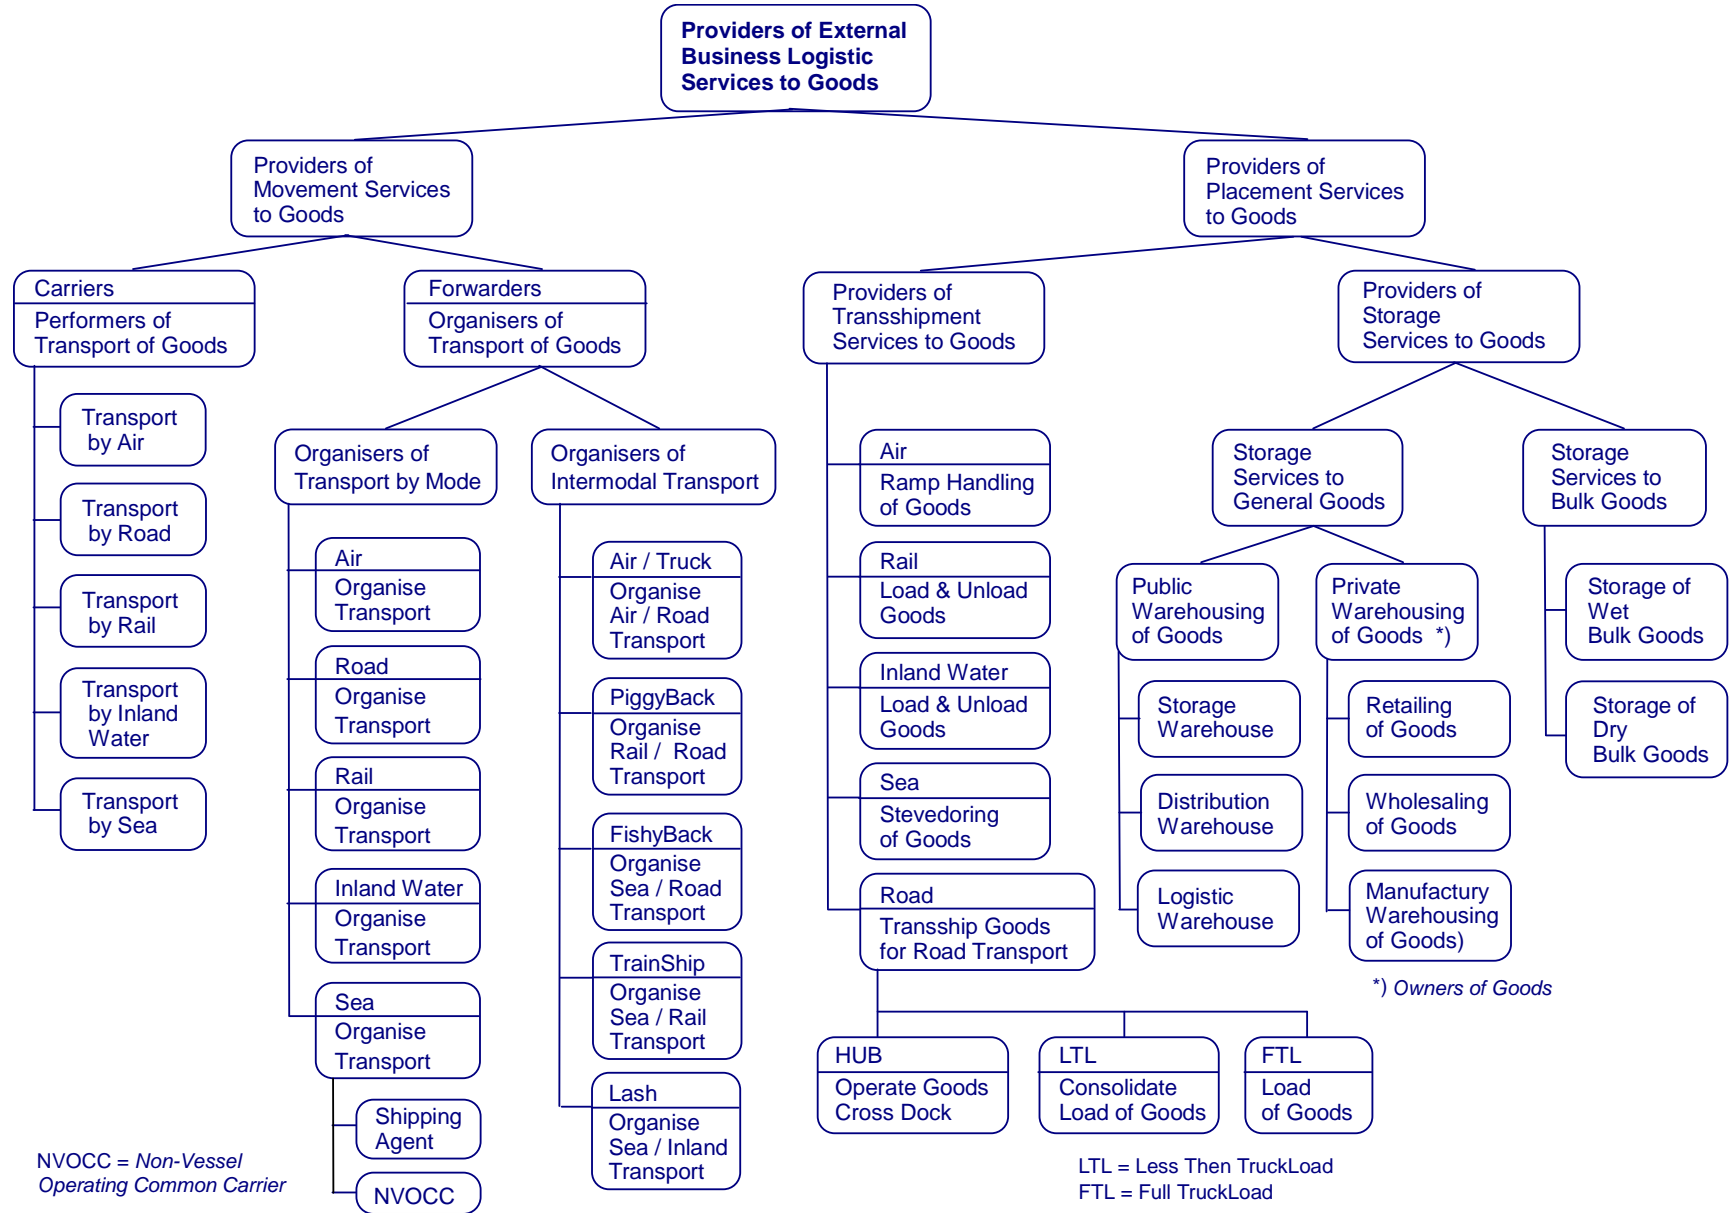 Providers of External
Business Logistic
Services to Goods
Providers of
Movement Services
to Goods
Providers of
Placement Services
to Goods
Carriers
Performers of
Transport of Goods
Forwarders
Organisers of
Transport of Goods
Providers of
Transshipment
Services to Goods
Providers of
Storage
Services to Goods
Transport
by Air
Transport
by Road
Transport
by Rail
Transport
by Inland
Water
Transport
by Sea
Organisers of
Transport by Mode
Air
Organise
Transport
Road
Organise
Transport
Rail
Organise
Transport
Inland Water
Organise
Transport
Sea
Organise
Transport
Shipping
Agent
NVOCC
Organisers of
Intermodal Transport
Air / Truck
Organise
Air / Road
Transport
PiggyBack
Organise
Rail / Road
Transport
FishyBack
Organise
Sea / Road
Transport
TrainShip
Organise
Sea / Rail
Transport
Lash
Organise
Sea / Inland
Transport
Air
Ramp Handling
of Goods
Rail
Load & Unload
Goods
Inland Water
Load & Unload
Goods
Sea
Stevedoring
of Goods
Road
Transship Goods
for Road Transport
HUB
Operate Goods
Cross Dock
LTL
Consolidate
Load of Goods
FTL
Load
of Goods
Storage
Services to
General Goods
Public
Warehousing
of Goods
Storage
Warehouse
Distribution
Warehouse
Logistic
Warehouse
Private
Warehousing
of Goods *)
Retailing
of Goods
Wholesaling
of Goods
Manufactury
Warehousing
of Goods)
*) Owners of Goods
Storage
Services to
Bulk Goods
Storage of
Wet
Bulk Goods
Storage of
Dry
Bulk Goods
NVOCC = Non-Vessel
Operating Common Carrier
LTL = Less Then TruckLoad
FTL = Full TruckLoad